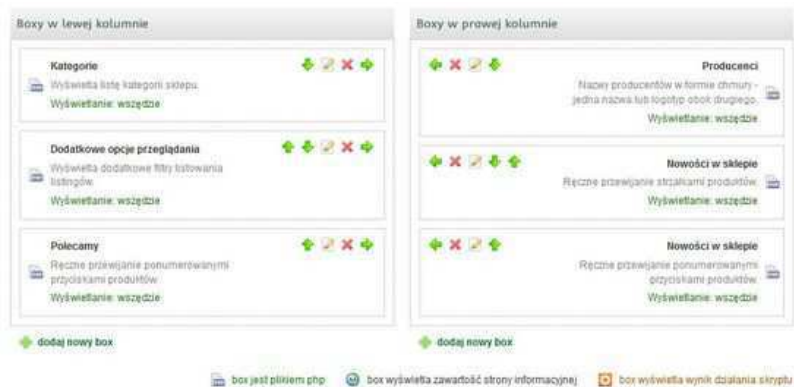 Boxy w lewej kolumnie
Kategorie
Wyświetla listę kategorii sklepu.
Wyświetlanie: wszędzie
Dodatkowe opcje przeglądania
Wyświetla dodatkowe filtry listowania
listingów.
Wyświetlanie: wszędzie
Polecamy
Ręczne przewijanie ponumerowanymi
przyciskami produktów.
Wyświetlanie: wszędzie
dodaj nowy box
Boxy w prawej kolumnie
Producenci
Nazwy producentów w formie chmury -
jedna nazwa lub logotyp obok drugiego.
Wyświetlanie: wszędzie
Nowości w sklepie
Ręczne przewijanie strzałkami produktów.
Wyświetlanie: wszędzie
Nowości w sklepie
Ręczne przewijanie ponumerowanymi
przyciskami produktów.
Wyświetlanie: wszędzie
dodaj nowy box
box jest plikiem php
box wyświetla zawartość strony informacyjnej
box wyświetla wynik działania skryptu